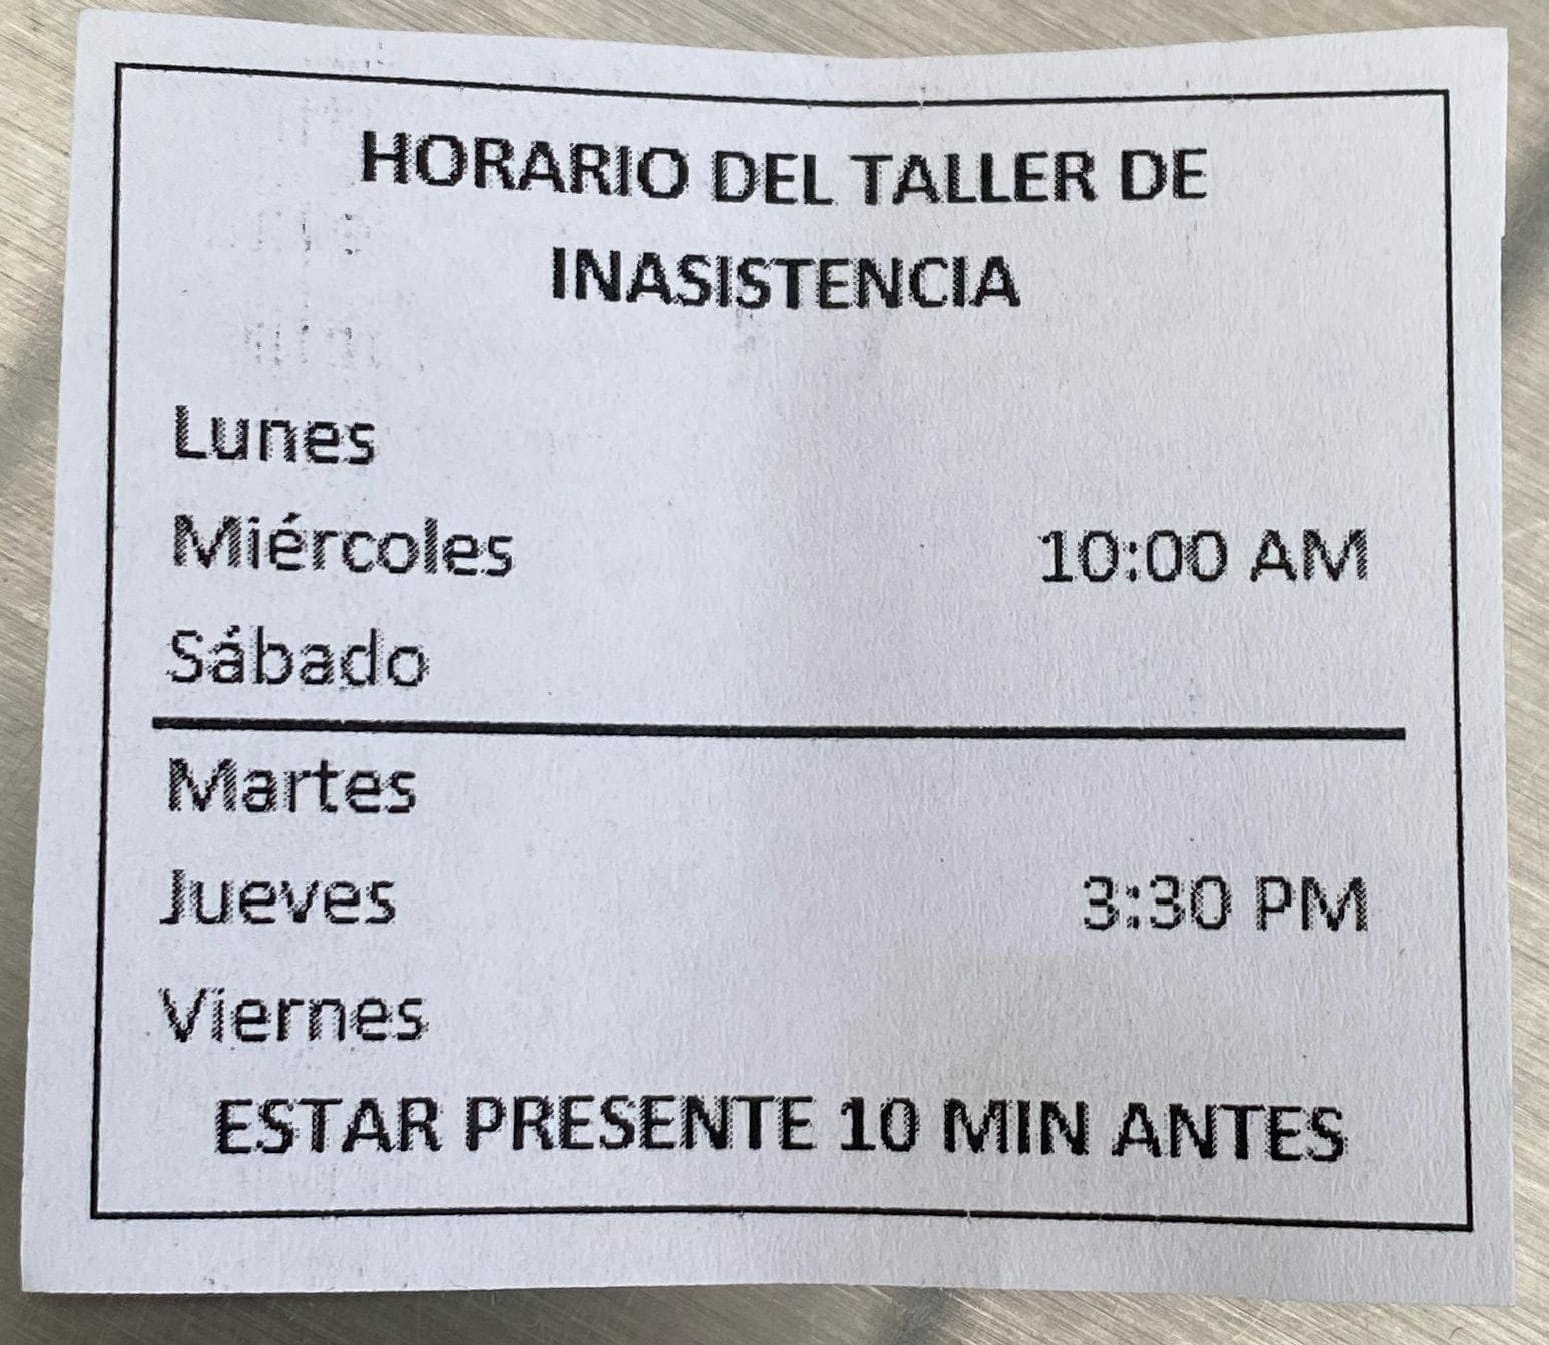 HORARIO DEL TALLER DE
INASISTENCIA
Lunes
Miércoles 10:00 AM
Sábado
Martes
Jueves 3:30 PM
Viernes
ESTAR PRESENTE 10 MIN ANTES